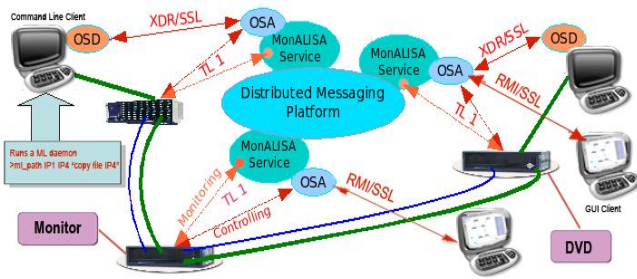 Command Line Client
OSD
XDR/SSL
OSA
MonALISA
Service
TL 1
MonALISA
Service
OSA
XDR/SSL
OSD
RMI/SSL
TL 1
Distributed Messaging
Platform
Runs a ML daemon
>ml_path IP1 IP4 "copy file IP4"
MonALISA
Service
OSA
Monitoring
TL 1
Controlling
RMI/SSL
GUI Client
Monitor
DVD